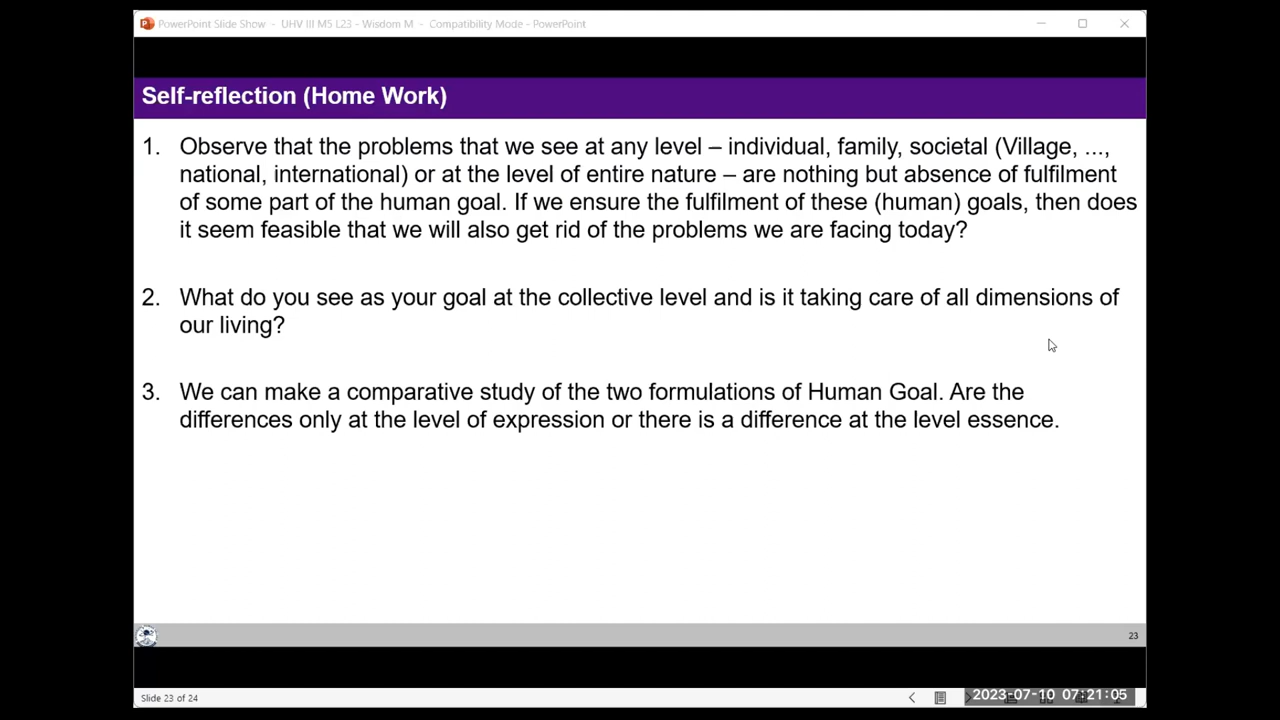 PowerPoint Slide Show - UHV III M5 L23 - Wisdom M - Compatibility Mode - PowerPoint
Self-reflection (Home Work)
1. Observe that the problems that we see at any level – individual, family, societal (Village, ...,
national, international) or at the level of entire nature – are nothing but absence of fulfilment
of some part of the human goal. If we ensure the fulfilment of these (human) goals, then does
it seem feasible that we will also get rid of the problems we are facing today?
2. What do you see as your goal at the collective level and is it taking care of all dimensions of
our living?
3. We can make a comparative study of the two formulations of Human Goal. Are the
differences only at the level of expression or there is a difference at the level essence.
23
Slide 23 of 24
2023-07-10 07:21:05